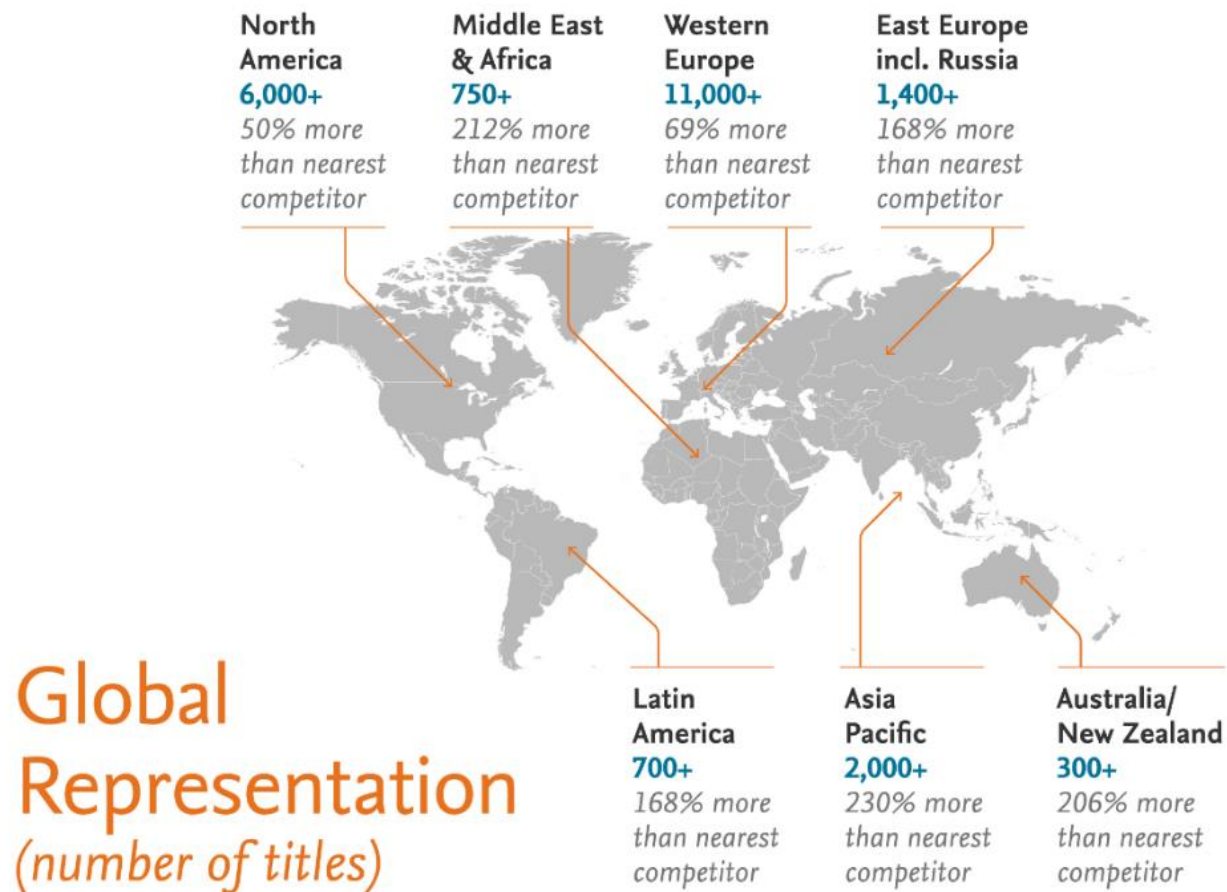 North
America
6,000+
50% more
than nearest
competitor
Middle East
& Africa
750+
212% more
than nearest
competitor
Western
Europe
11,000+
69% more
than nearest
competitor
East Europe
incl. Russia
1,400+
168% more
than nearest
competitor
Latin
America
700+
168% more
than nearest
competitor
Asia
Pacific
2,000+
230% more
than nearest
competitor
Australia/
New Zealand
300+
206% more
than nearest
competitor
Global
Representation
(number of titles)